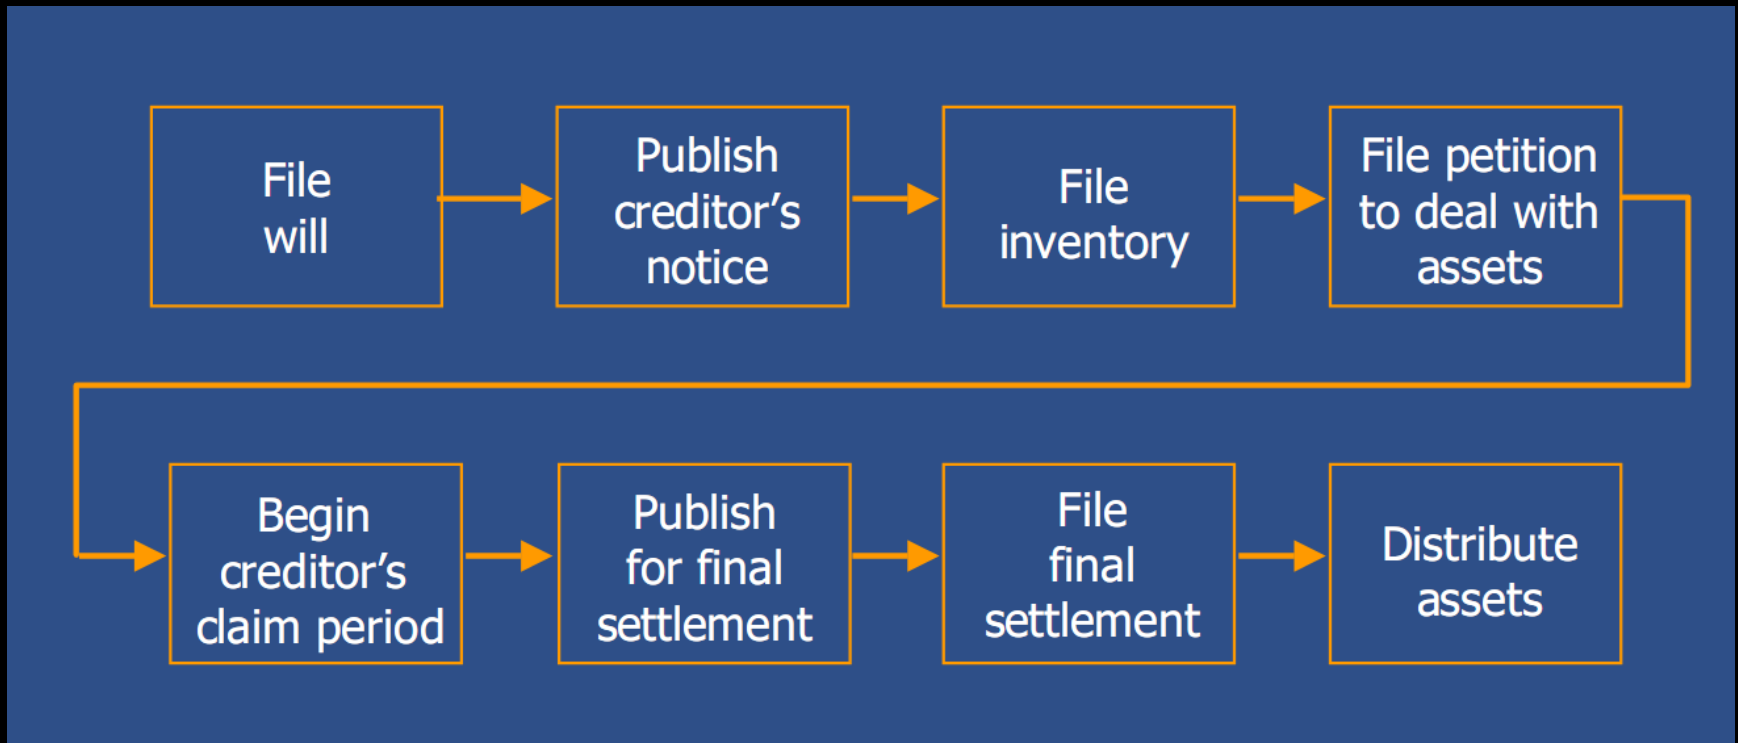 File
will
Publish
creditor’s
notice
File
inventory
File petition
to deal with
assets
Begin
creditor’s
claim period
Publish
for final
settlement
File
final
settlement
Distribute
assets